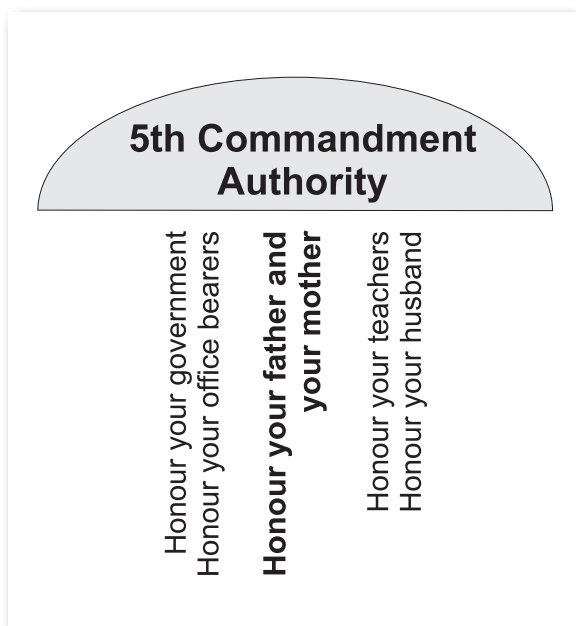 5th Commandment
Authority
Honour your government
Honour your office bearers
Honour your father and
your mother
Honour your teachers
Honour your husband